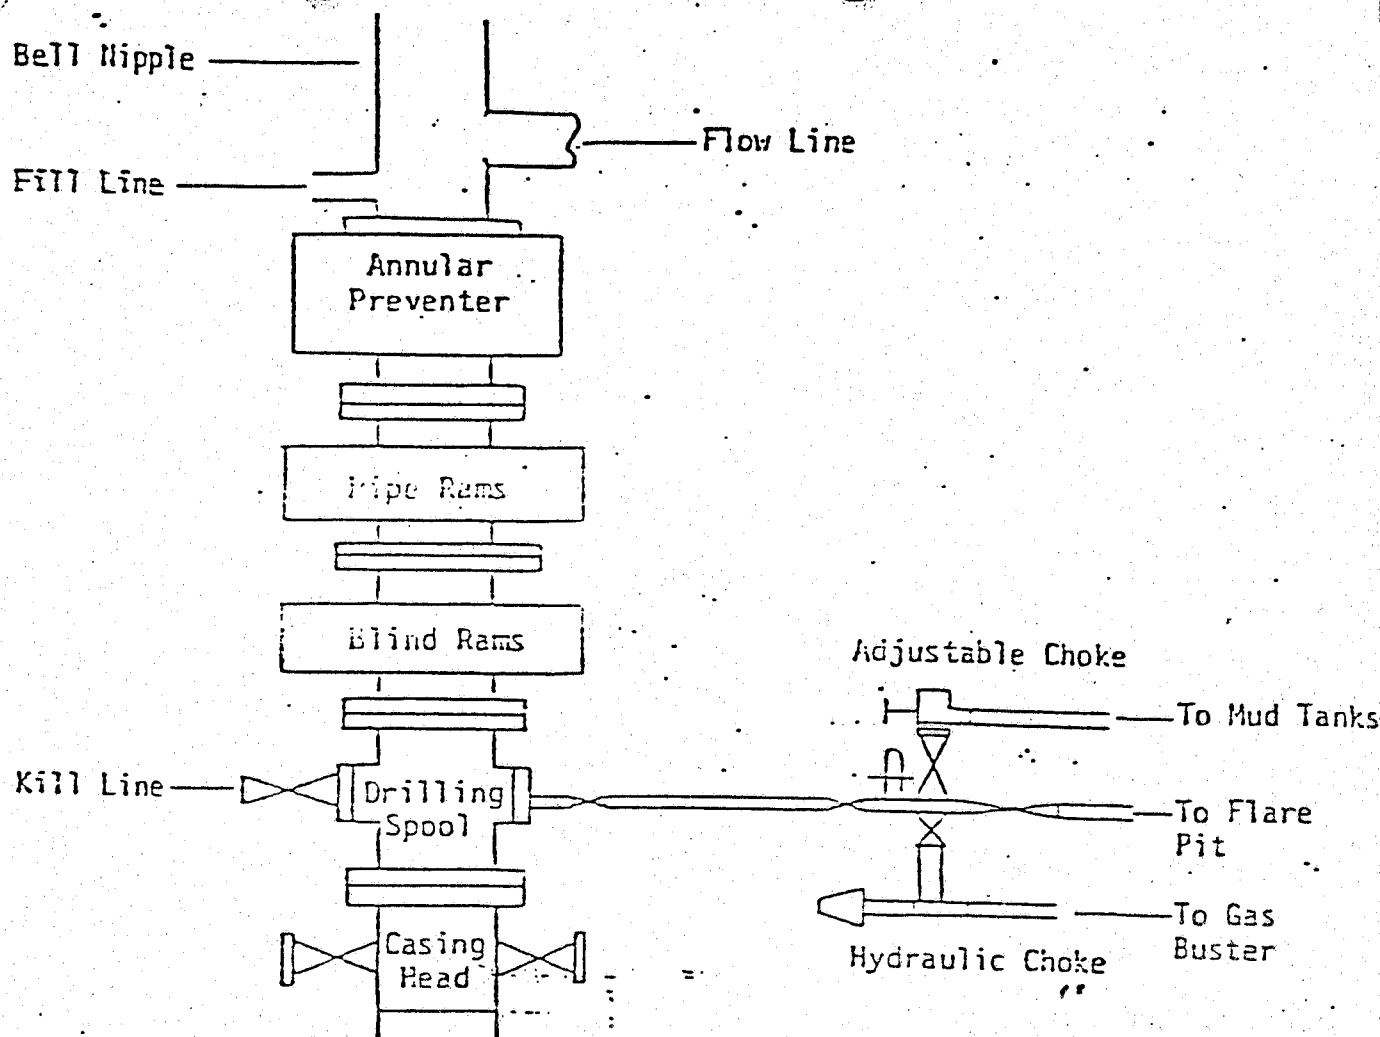 Bell Nipple
Flow Line
Fill Line
Annular
Preventer
Pipe Rams
Blind Rams
Adjustable Choke
To Mud Tanks
Kill Line
Drilling
Spool
To Flare
Pit
To Gas
Buster
Casing
Head
Hydraulic Choke